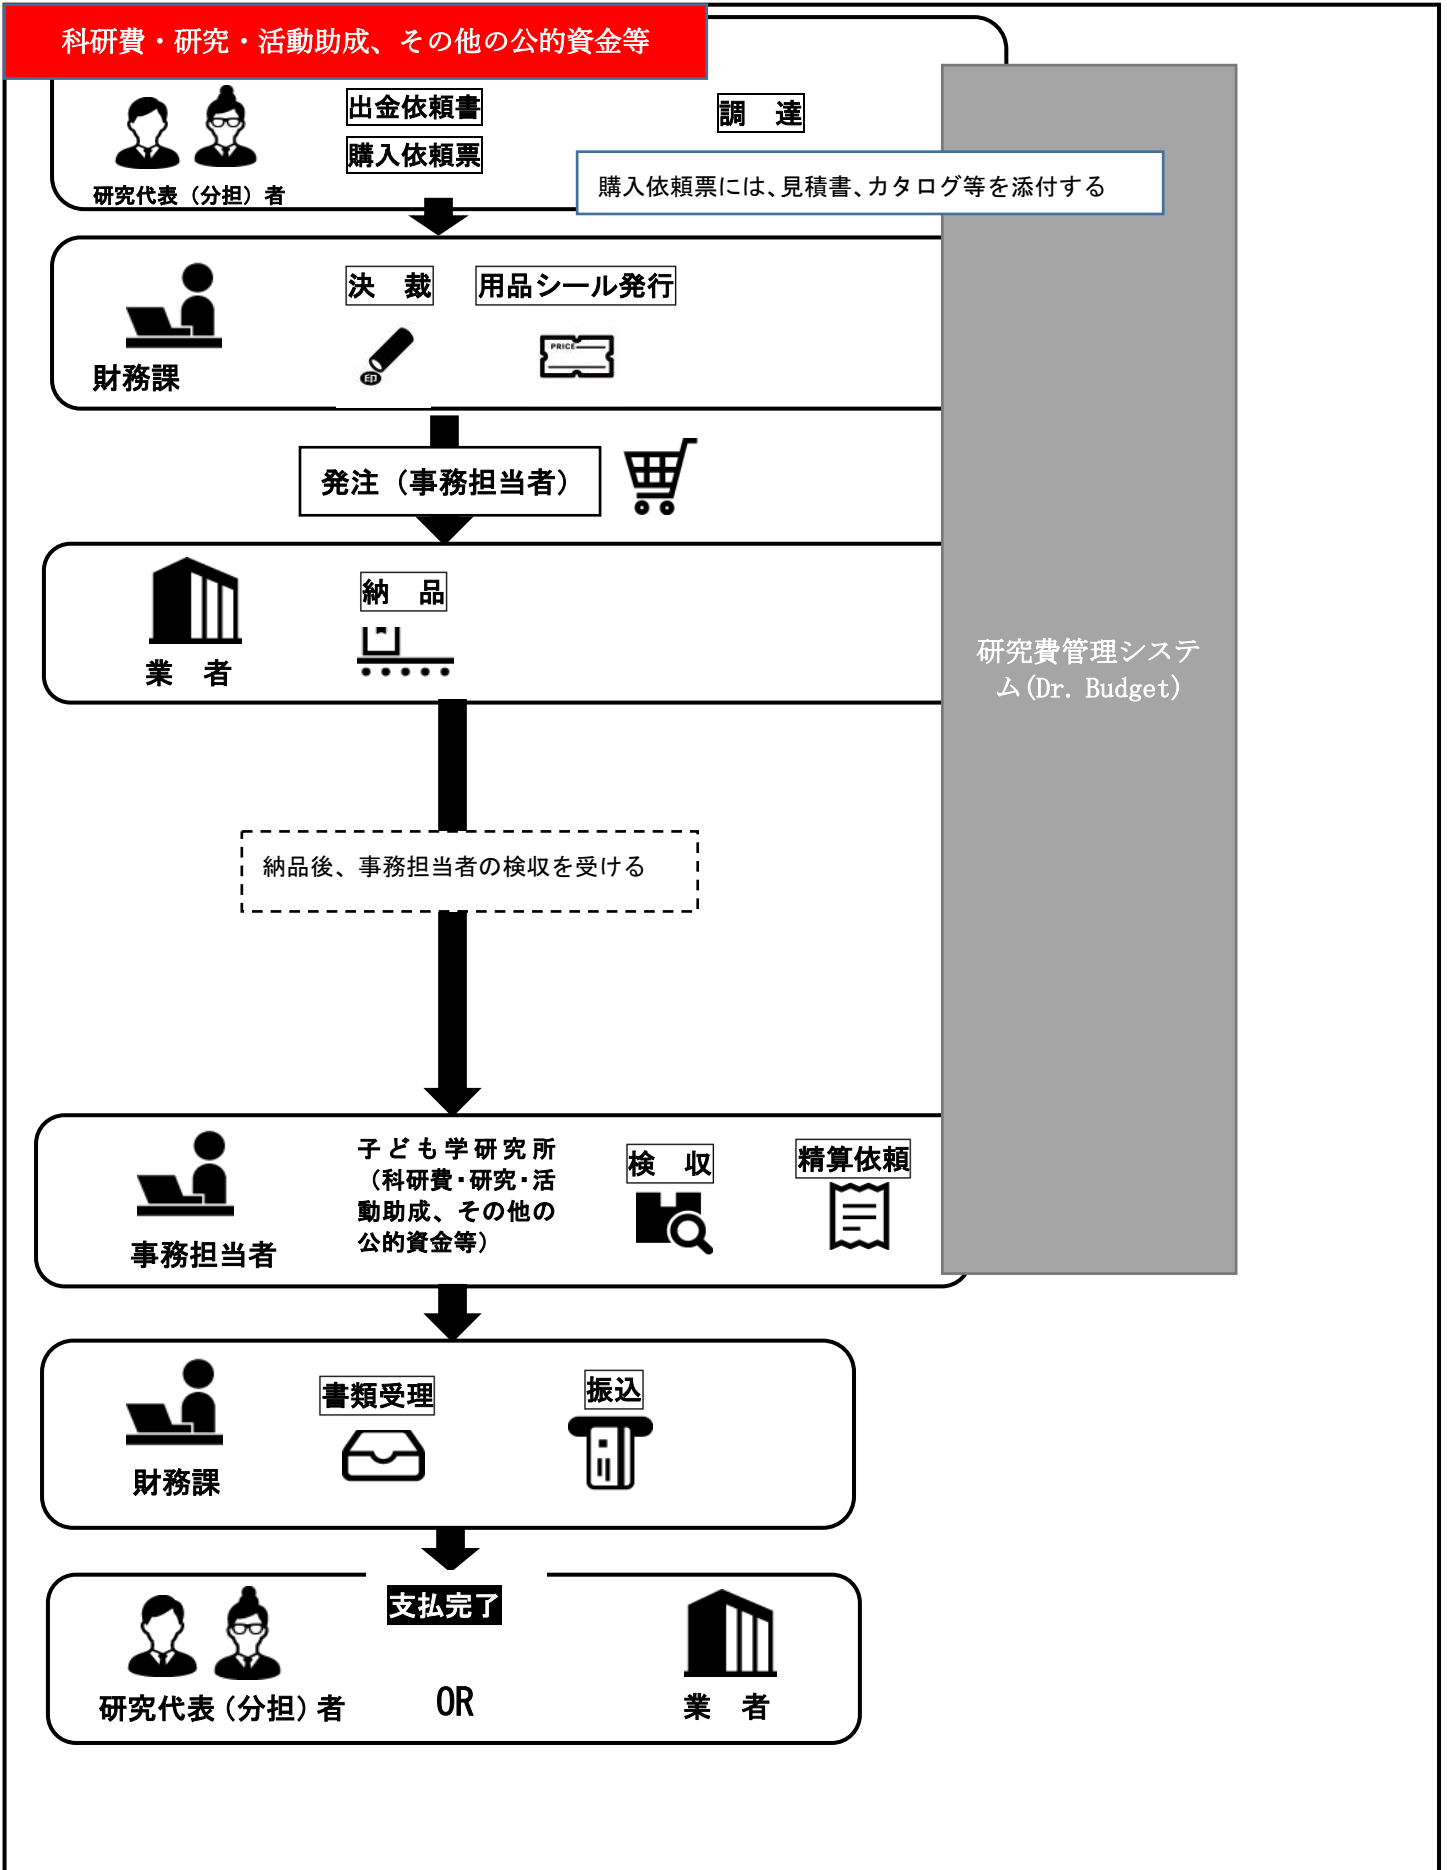 科研費・研究・活動助成、その他の公的資金等
出金依頼書
調　達
購入依頼票
購入依頼票には、見積書、カタログ等を添付する
研究代表（分担）者
決　裁
用品シール発行
PRICE
財務課
発注（事務担当者）
納　品
業　者
研究費管理システ
ム(Dr. Budget)
納品後、事務担当者の検収を受ける
子ども学研究所
（科研費・研究・活
動助成、その他の
公的資金等）
検　収
精算依頼
事務担当者
書類受理
振込
財務課
支払完了
研究代表（分担）者
OR
業　者